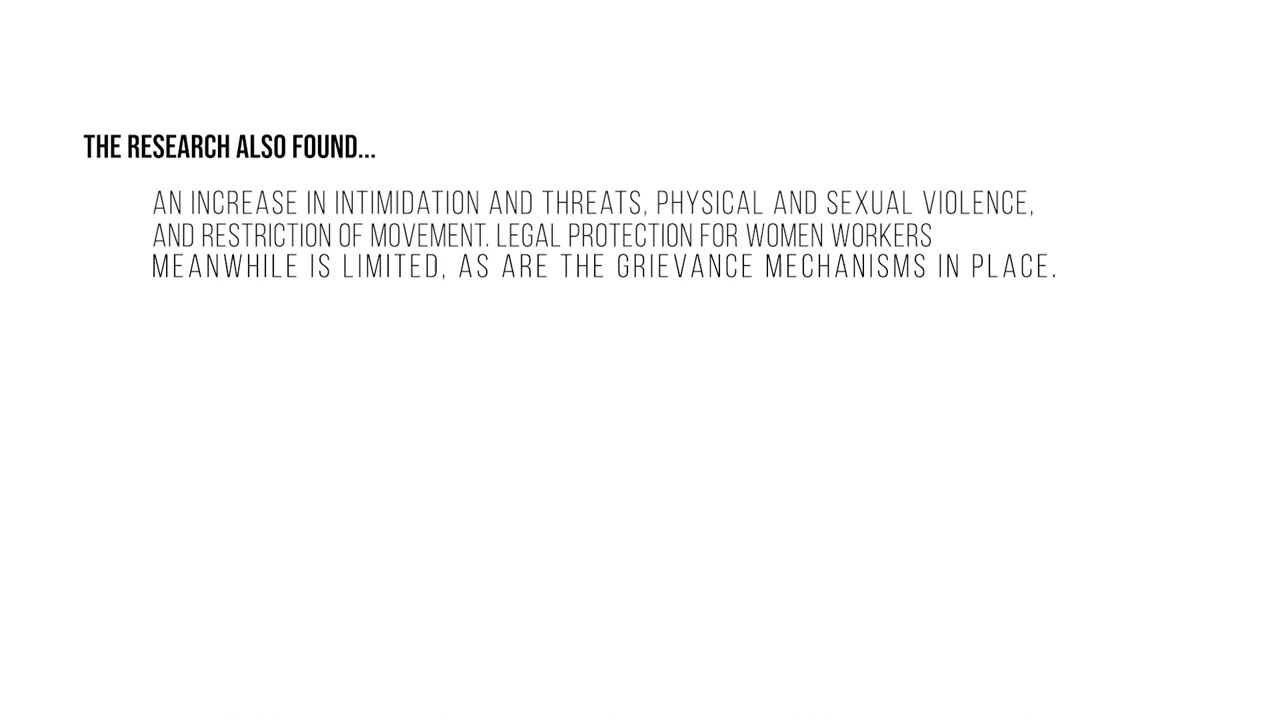 THE RESEARCH ALSO FOUND...
AN INCREASE IN INTIMIDATION AND THREATS, PHYSICAL AND SEXUAL VIOLENCE,
AND RESTRICTION OF MOVEMENT. LEGAL PROTECTION FOR WOMEN WORKERS
MEANWHILE IS LIMITED, AS ARE THE GRIEVANCE MECHANISMS IN PLACE.